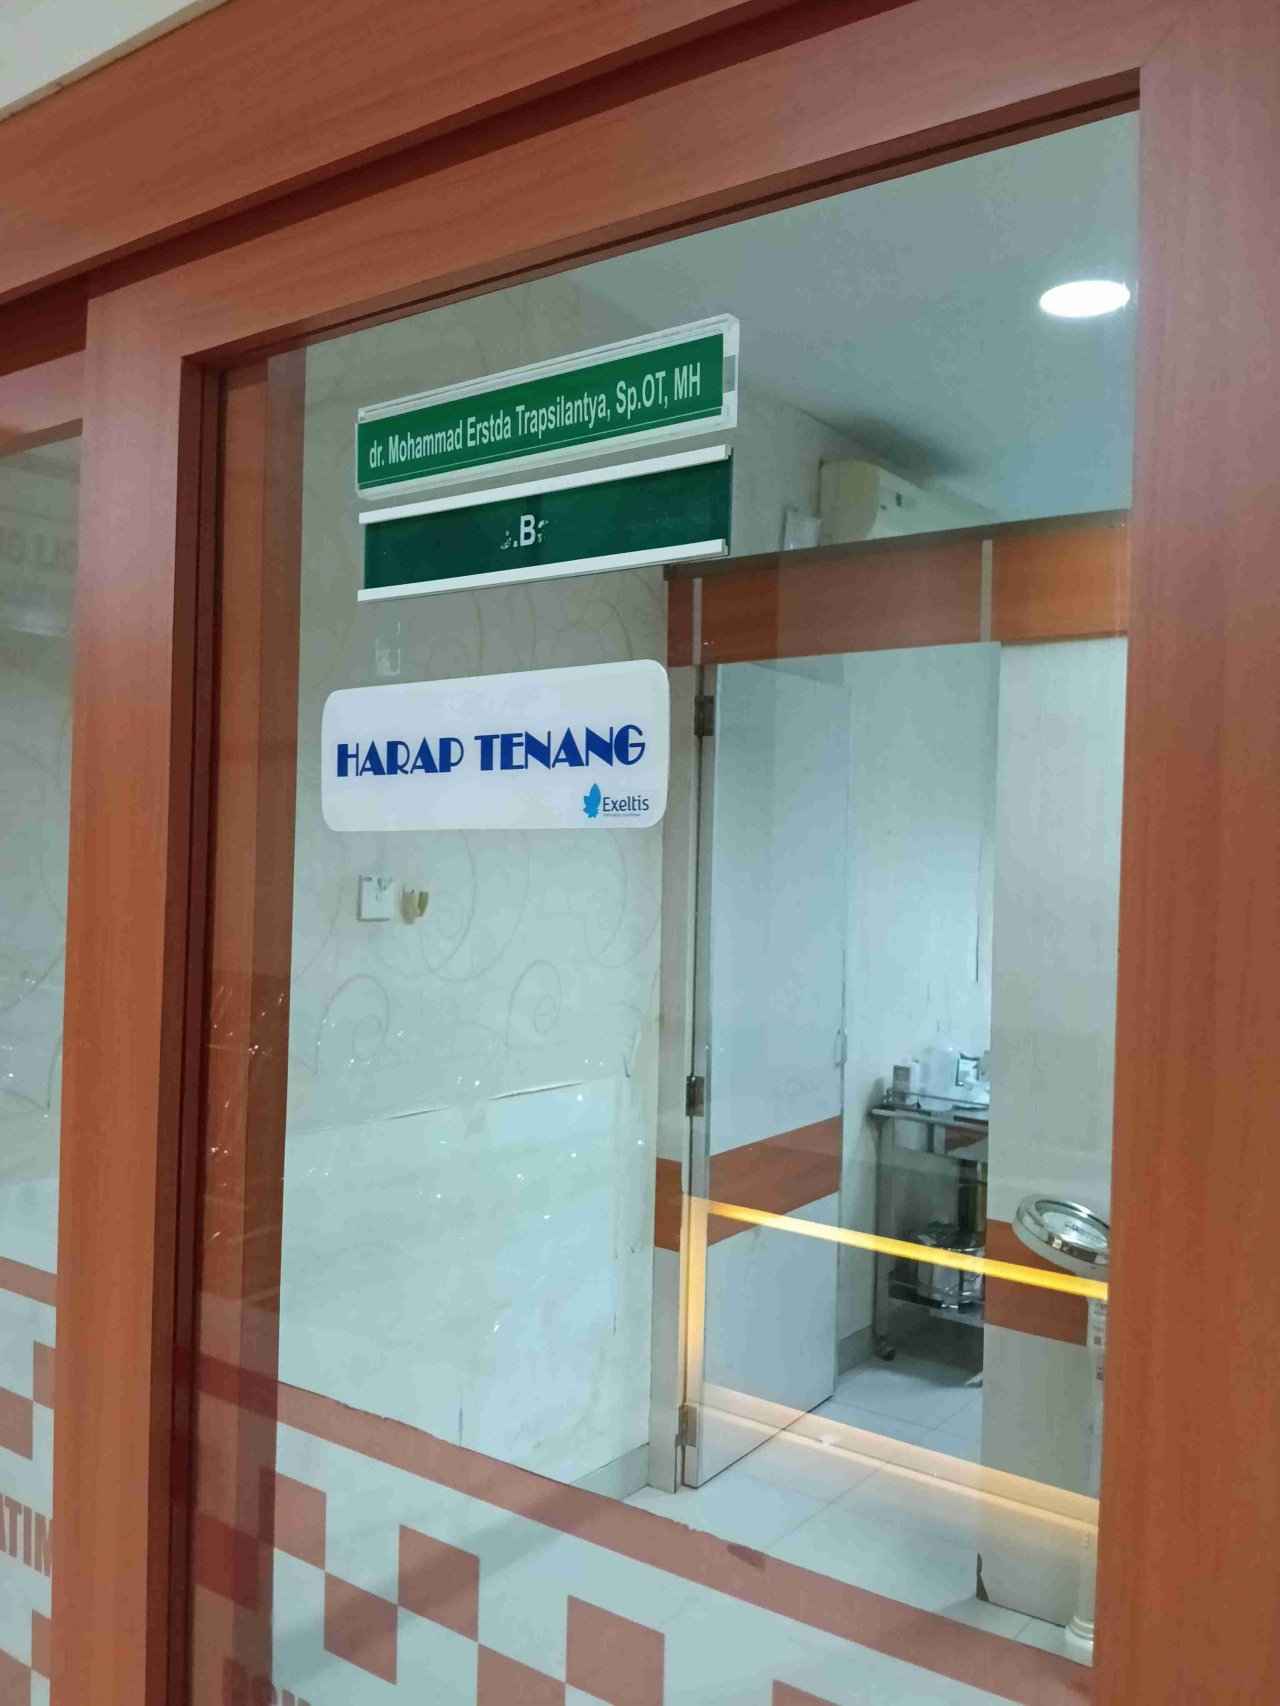 dr. Mohammad Erstda Trapsilantya, Sp.OT, MH
HARAP TENANG
Exeltis